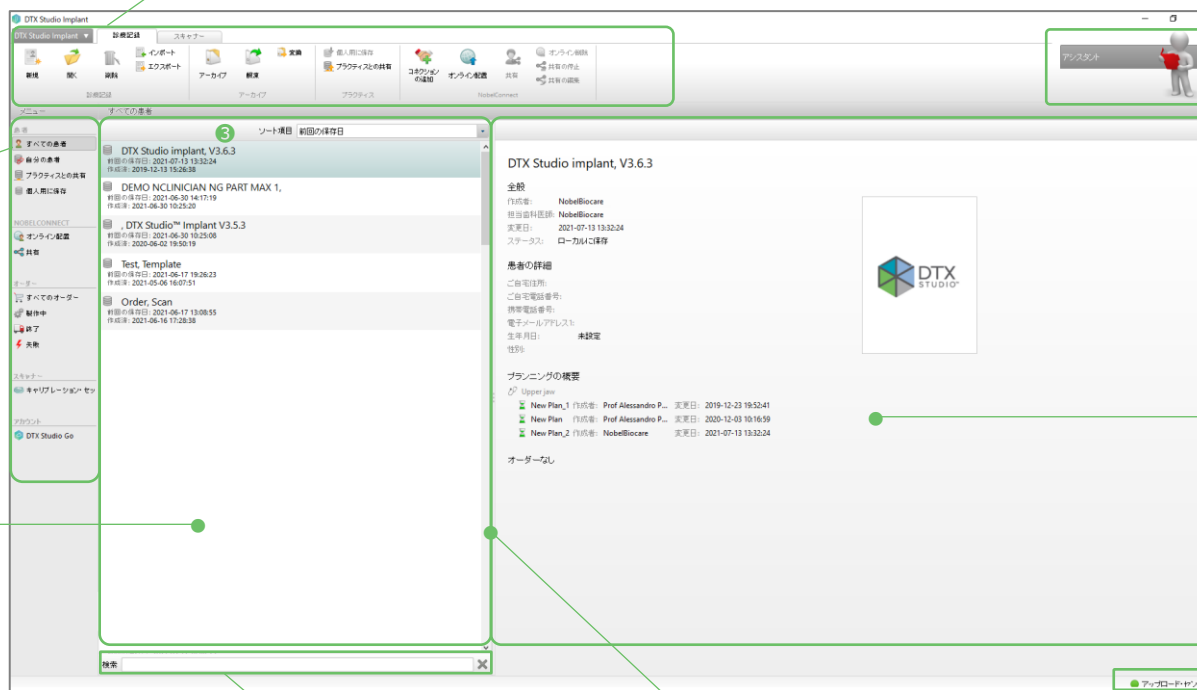 DTX Studio Implant
DTX Studio Implant ▼
診療記録
スキャナー
新規
開く
削除
インポート
エクスポート
アーカイブ
解凍
変換
個人用に保存
プラクティスとの共有
コネクション
の追加
オンライン配置
共有
オンライン削除
共有の停止
共有の編集
診療記録
アーカイブ
プラクティス
NobelConnect
アシスタント
メニュー
すべての患者
患者
すべての患者
自分の患者
プラクティスとの共有
個人用に保存
NOBELCONNECT
オンライン配置
共有
オーダー
すべてのオーダー
製作中
終了
失敗
スキャナー
キャリブレーション・セッ
アカウント
DTX Studio Go
3
ソート項目 前回の保存日
DTX Studio implant, V3.6.3
前回の保存日: 2021-07-13 13:32:24
作成済: 2019-12-13 15:26:38
DEMO NCLINICIAN NG PART MAX 1,
前回の保存日: 2021-06-30 14:17:19
作成済: 2021-06-30 10:25:20
, DTX Studio™ Implant V3.5.3
前回の保存日: 2021-06-30 10:25:08
作成済: 2020-06-02 19:50:19
Test, Template
前回の保存日: 2021-06-17 19:26:23
作成済: 2021-05-06 16:07:51
Order, Scan
前回の保存日: 2021-06-17 13:08:55
作成済: 2021-06-16 17:28:38
検索
DTX Studio implant, V3.6.3
全般
作成者: NobelBiocare
担当歯科医師: NobelBiocare
変更日: 2021-07-13 13:32:24
ステータス: ローカルに保存
患者の詳細
ご自宅住所:
ご自宅電話番号:
携帯電話番号:
電子メールアドレス1:
生年月日: 未設定
性別:
DTX
STUDIO™
プランニングの概要
Upper jaw
New Plan_1 作成者: Prof Alessandro P... 変更日: 2019-12-23 19:52:41
New Plan 作成者: Prof Alessandro P... 変更日: 2020-12-03 10:16:59
New Plan_2 作成者: NobelBiocare 変更日: 2021-07-13 13:32:24
オーダーなし
アップロード・セン